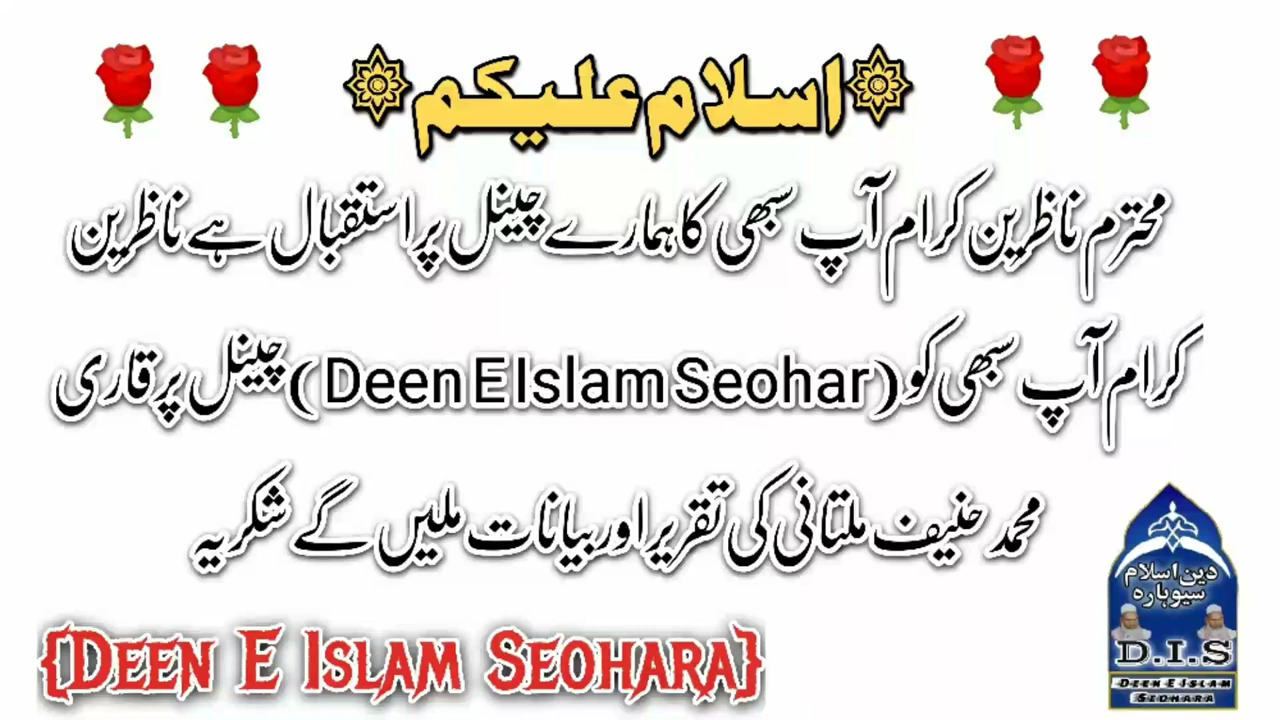 اسلام علیکم
محترم ناظرین کرام آپ سبھی کا ہمارے چینل پر استقبال ہے ناظرین
کرام آپ سبھی کو (Deen E Islam Seohar) چینل پر قاری
محمد حنیف ملتانی کی تقریر اور بیانات ملیں گے شکریہ
{DEEN E ISLAM SEOHARA}
دین اسلام
سیوہارہ
D.I.S
DEEN E ISLAM
SEOHARA